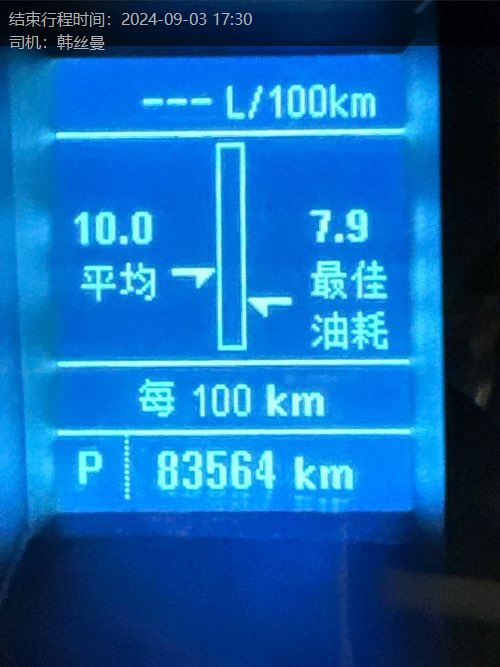 结束行程时间：2024-09-03 17:30
司机：韩丝曼
--- L/100km
10.0
平均
7.9
最佳
油耗
每 100 km
P 83564 km